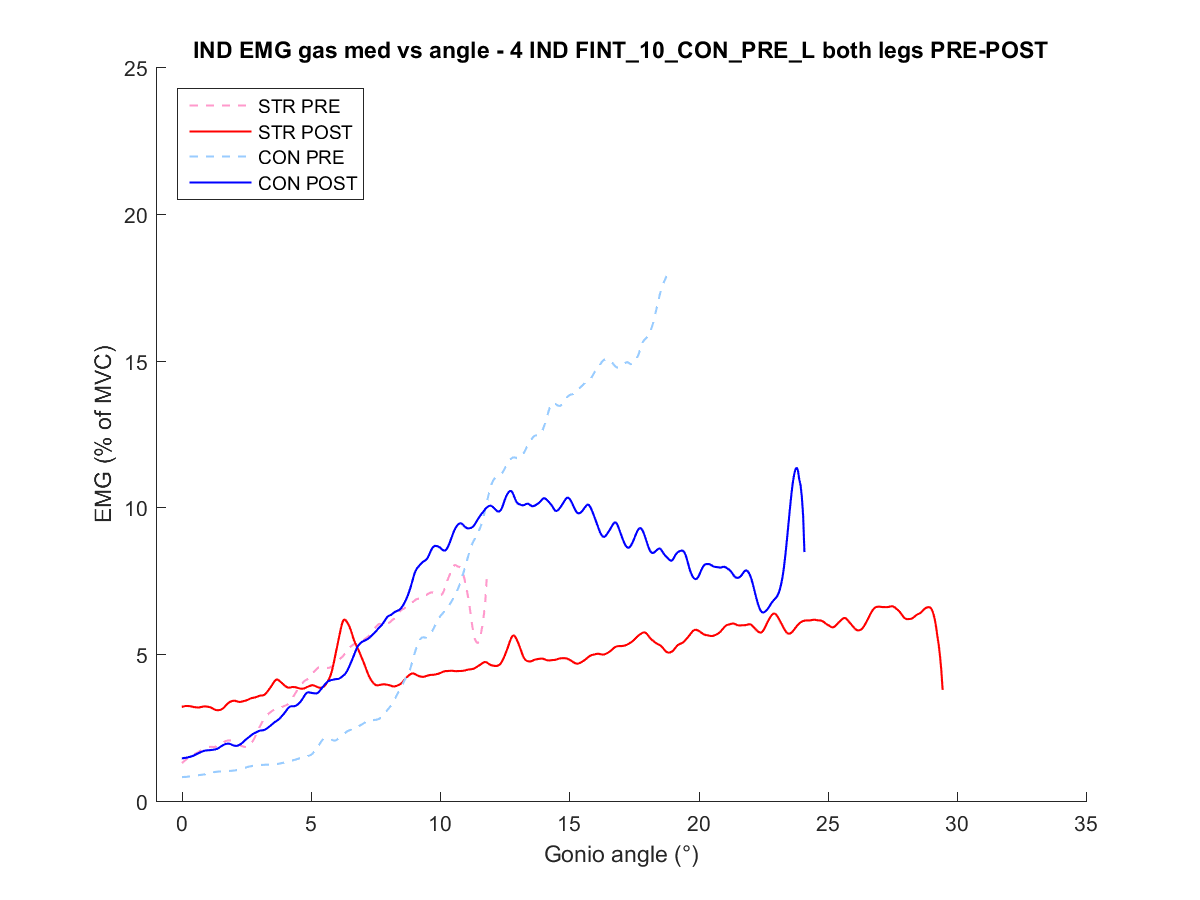 IND EMG gas med vs angle - 4 IND FINT_10_CON_PRE_L both legs PRE-POST
25
20
15
10
5
0
EMG (% of MVC)
STR PRE
STR POST
CON PRE
CON POST
0 5 10 15 20 25 30 35
Gonio angle (°)